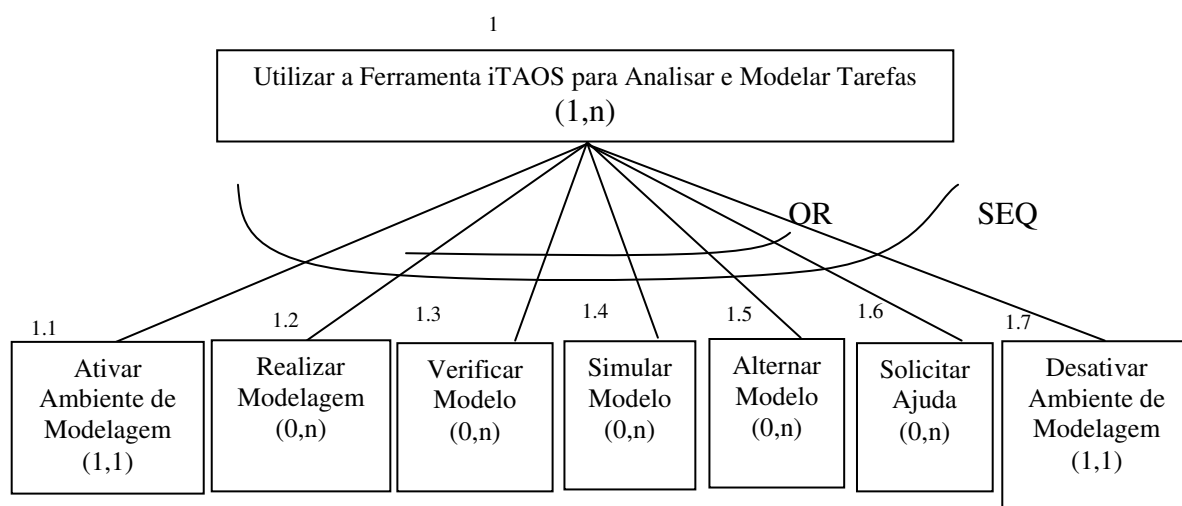 1
Utilizar a Ferramenta iTAOS para Analisar e Modelar Tarefas
(1,n)
OR
SEQ
1.1
Ativar
Ambiente de
Modelagem
(1,1)
1.2
Realizar
Modelagem
(0,n)
1.3
Verificar
Modelo
(0,n)
1.4
Simular
Modelo
(0,n)
1.5
Alternar
Modelo
(0,n)
1.6
Solicitar
Ajuda
(0,n)
1.7
Desativar
Ambiente de
Modelagem
(1,1)